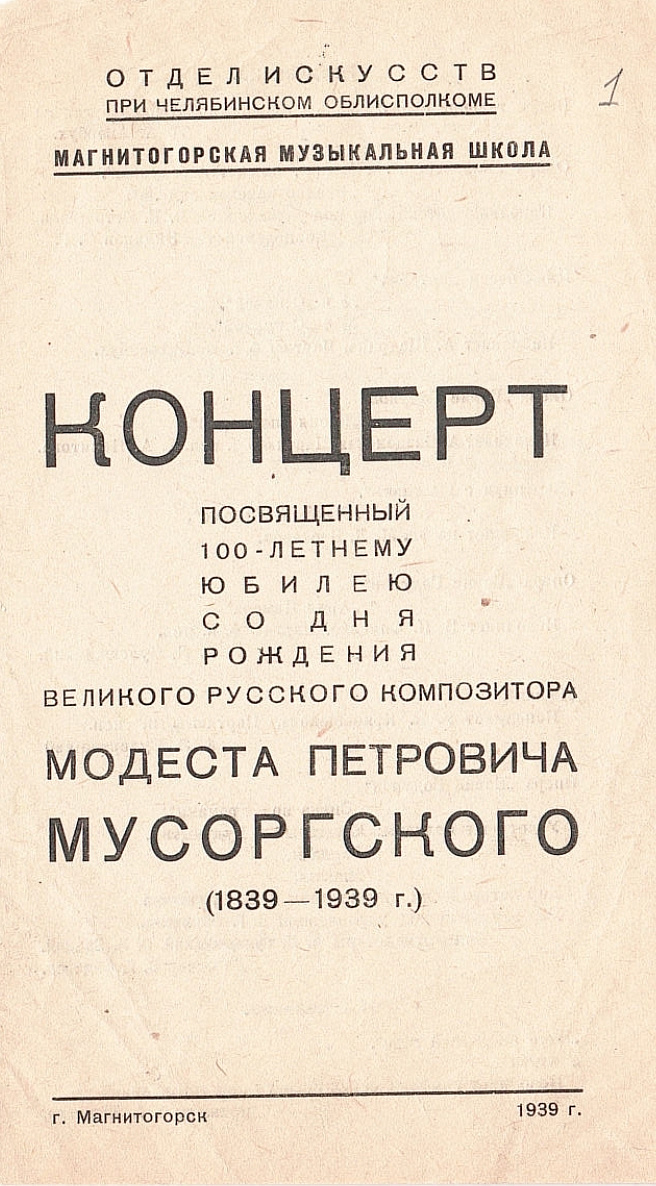 ОТДЕЛ ИСКУССТВ
ПРИ ЧЕЛЯБИНСКОМ ОБЛИСПОЛКОМЕ
1
МАГНИТОГОРСКАЯ МУЗЫКАЛЬНАЯ ШКОЛА
КОНЦЕРТ
ПОСВЯЩЕННЫЙ
100-ЛЕТНЕМУ
ЮБИЛЕЮ
СО ДНЯ
РОЖДЕНИЯ
ВЕЛИКОГО РУССКОГО КОМПОЗИТОРА
МОДЕСТА ПЕТРОВИЧА
МУСОРГСКОГО
(1839—1939 г.)
г. Магнитогорск 1939 г.